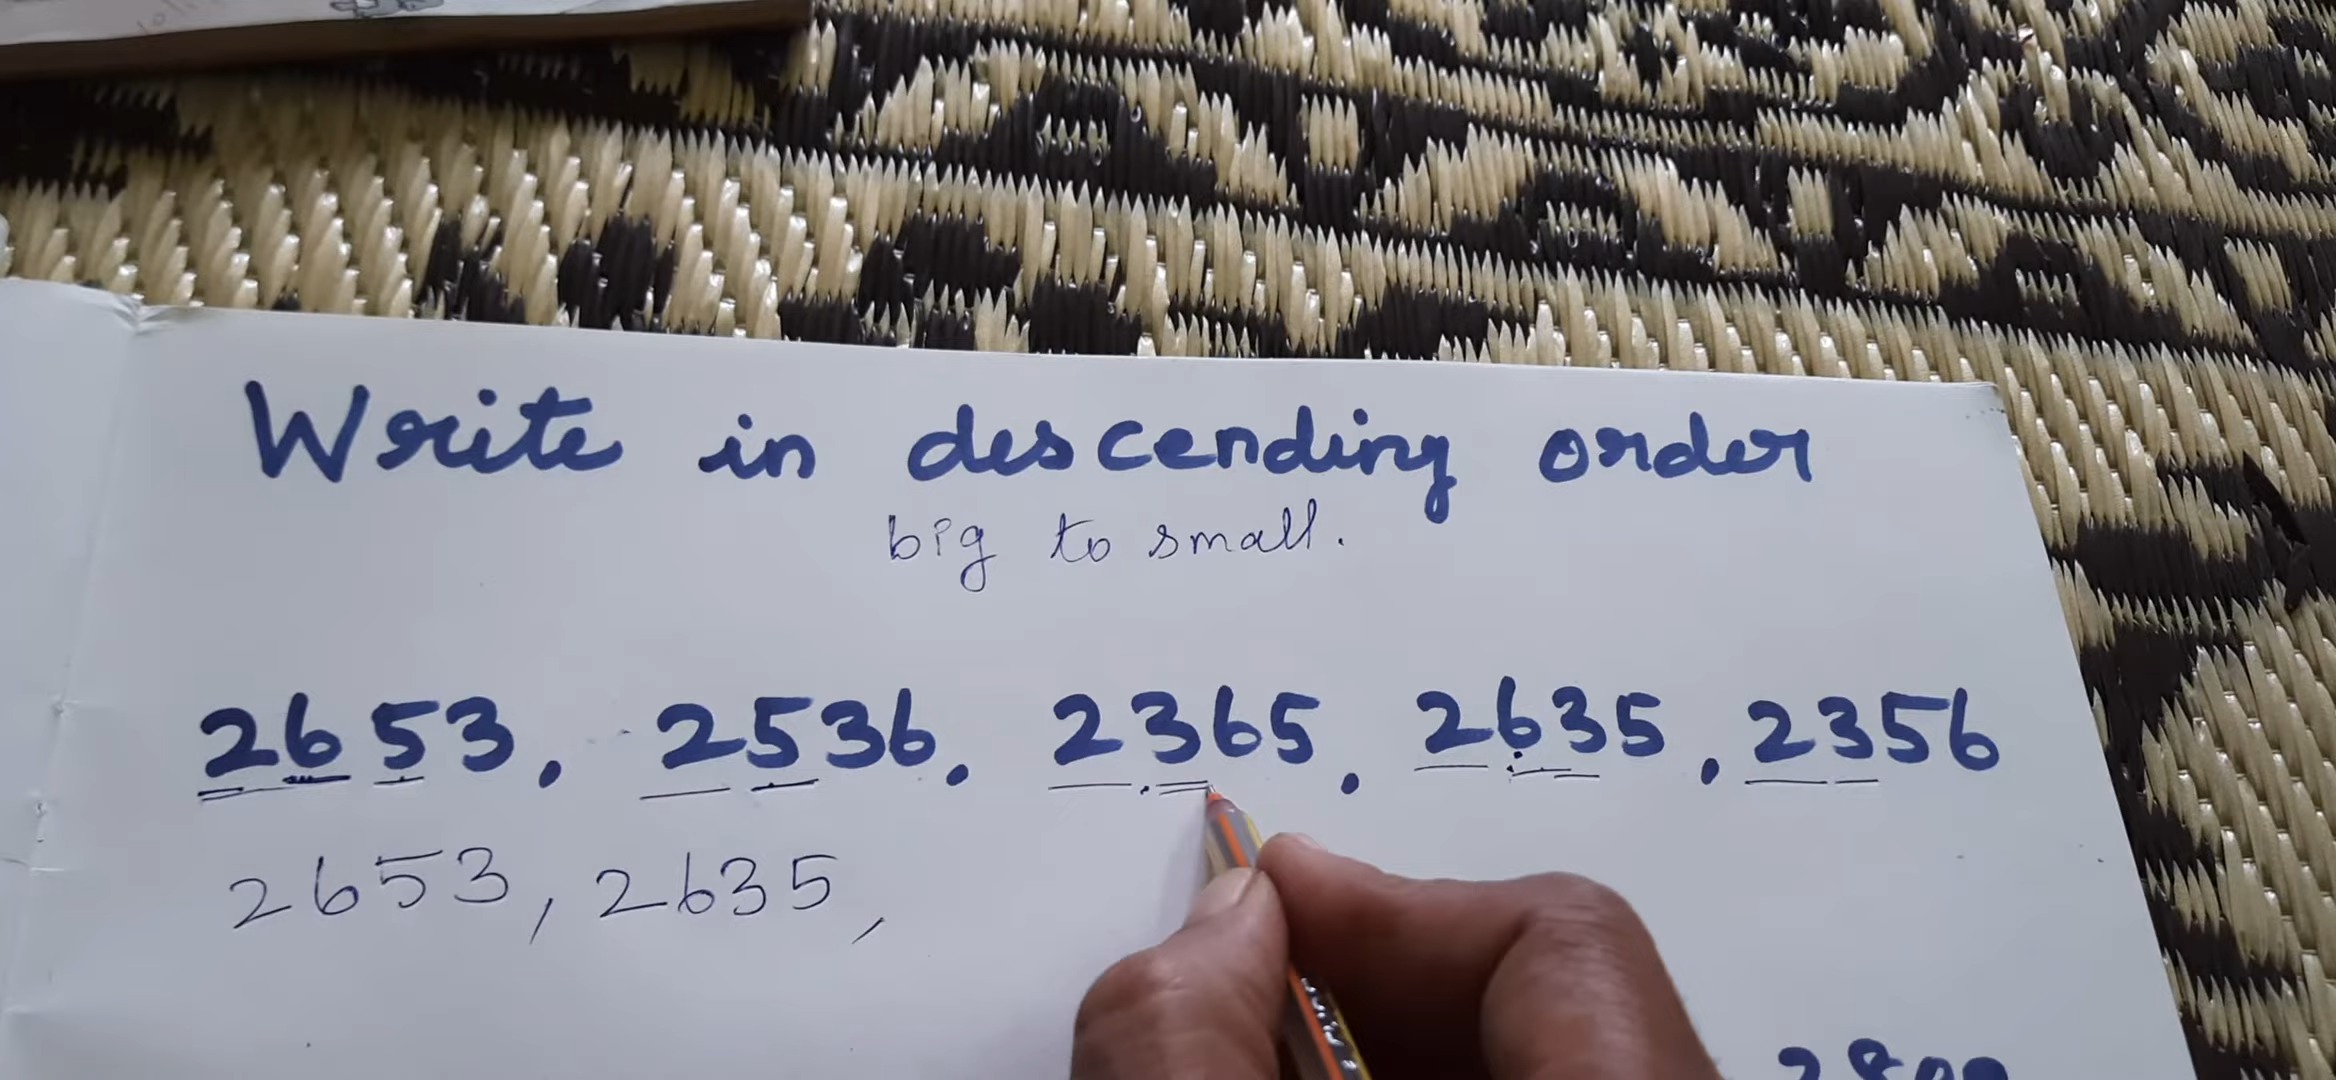 Write in descending order
big to small.
2653, 2536, 2365, 2635, 2356
2653, 2635,